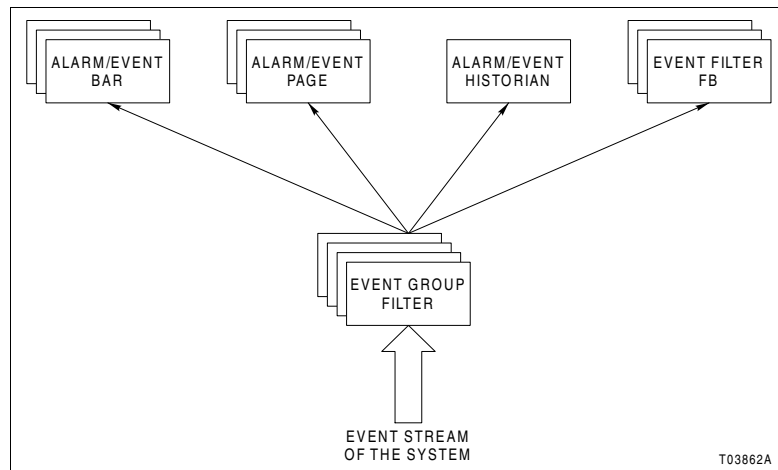 ALARM/EVENT
BAR
ALARM/EVENT
PAGE
ALARM/EVENT
HISTORIAN
EVENT FILTER
FB
EVENT GROUP
FILTER
EVENT STREAM
OF THE SYSTEM
T03862A